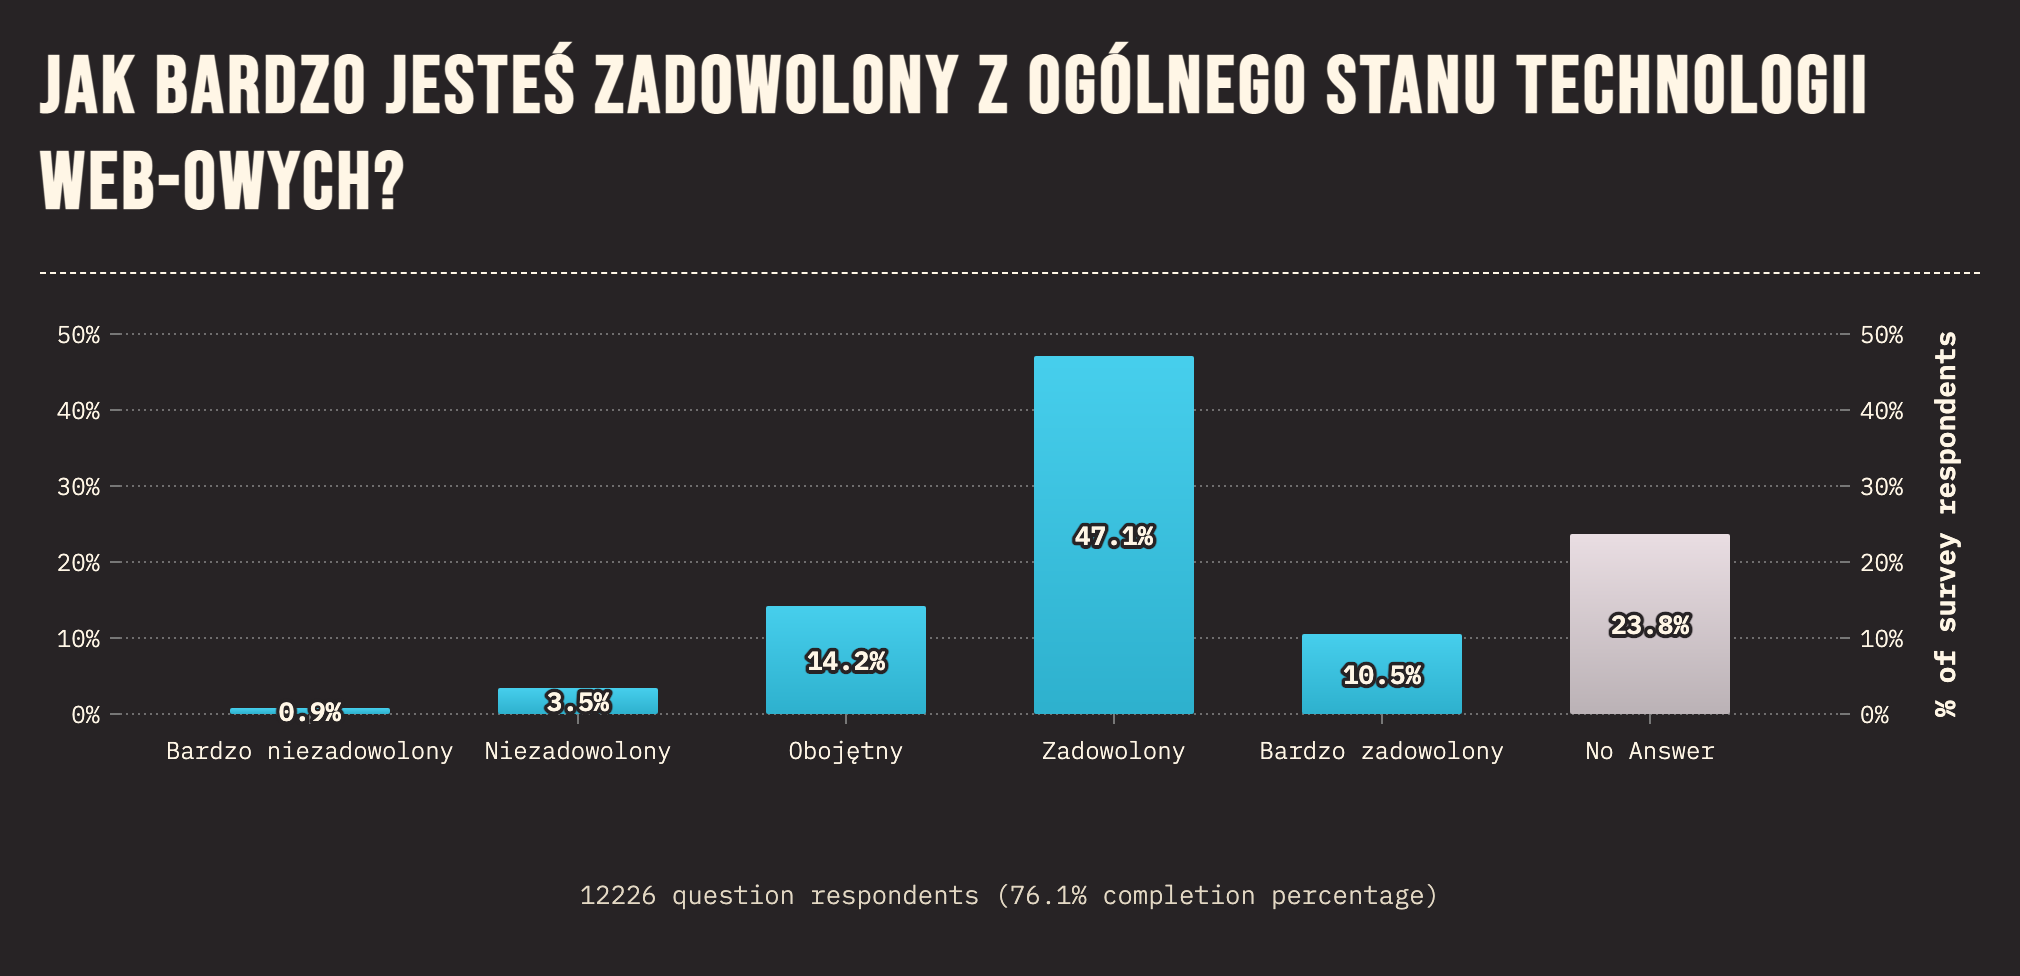 JAK BARDZO JESTEŚ ZADOWOLONY Z OGÓLNEGO STANU TECHNOLOGII
WEB-OWYCH?
50%
40%
30%
20%
10%
0%
0.9%
3.5%
14.2%
47.1%
10.5%
23.8%
50%
40%
30%
20%
10%
0%
% of survey respondents
Bardzo niezadowolony
Niezadowolony
Obojętny
Zadowolony
Bardzo zadowolony
No Answer
12226 question respondents (76.1% completion percentage)